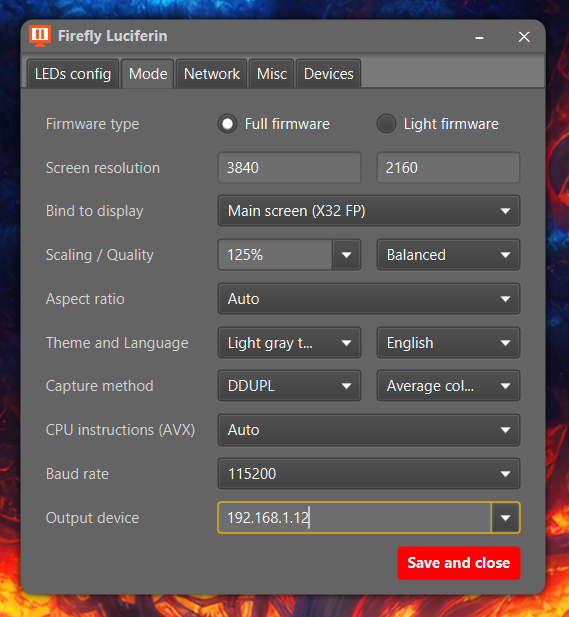 Firefly Luciferin
LEDs config Mode Network Misc Devices
Firmware type Full firmware Light firmware
Screen resolution 3840 2160
Bind to display Main screen (X32 FP)
Scaling / Quality 125% Balanced
Aspect ratio Auto
Theme and Language Light gray t... English
Capture method DDUPL Average col...
CPU instructions (AVX) Auto
Baud rate 115200
Output device 192.168.1.12
Save and close